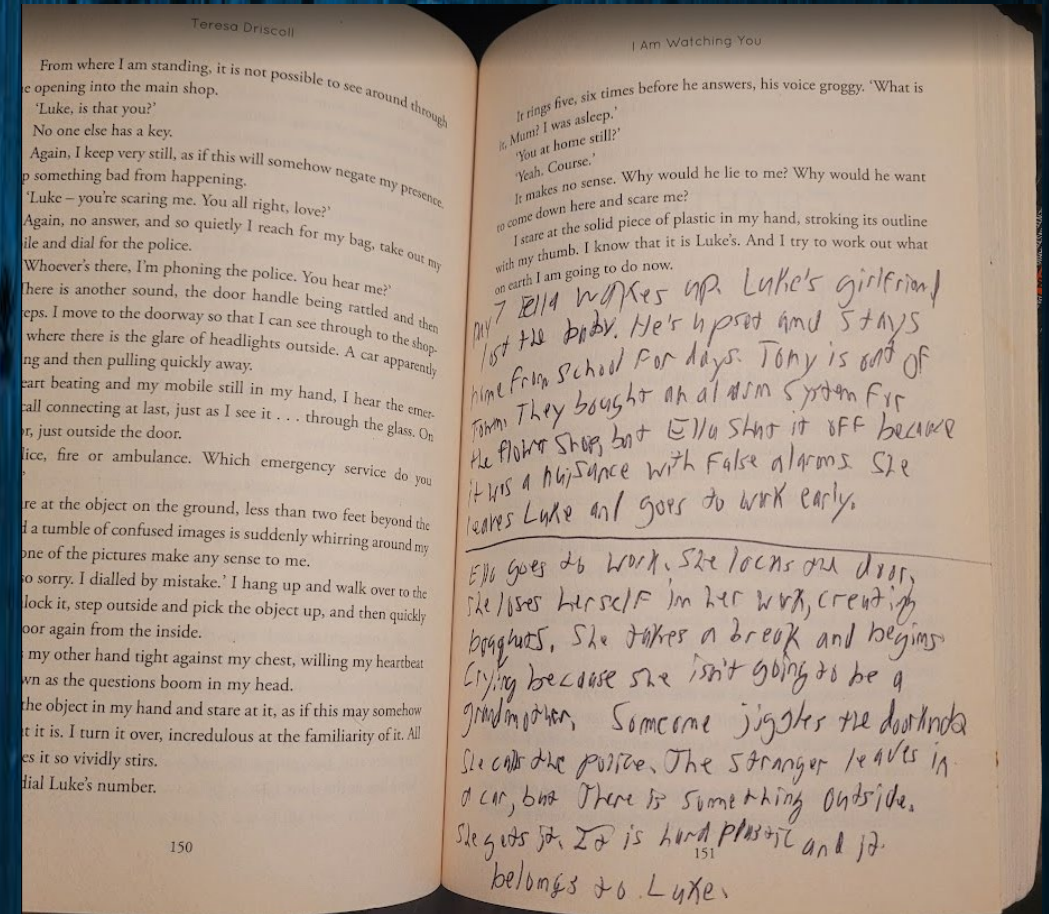 Teresa Driscoll
From where I am standing, it is not possible to see around through
e opening into the main shop.
'Luke, is that you?'
No one else has a key.
Again, I keep very still, as if this will somehow negate my presence.
p something bad from happening.
'Luke – you're scaring me. You all right, love?'
Again, no answer, and so quietly I reach for my bag, take out my
ile and dial for the police.
Whoever's there, I'm phoning the police. You hear me?'
There is another sound, the door handle being rattled and then
eps. I move to the doorway so that I can see through to the shop-
where there is the glare of headlights outside. A car apparently
ng and then pulling quickly away.
eart beating and my mobile still in my hand, I hear the emer-
call connecting at last, just as I see it . . . through the glass. On
or, just outside the door.
lice, fire or ambulance. Which emergency service do you
'
re at the object on the ground, less than two feet beyond the
d a tumble of confused images is suddenly whirring around my
one of the pictures make any sense to me.
so sorry. I dialled by mistake.' I hang up and walk over to the
lock it, step outside and pick the object up, and then quickly
oor again from the inside.
my other hand tight against my chest, willing my heartbeat
wn as the questions boom in my head.
the object in my hand and stare at it, as if this may somehow
t it is. I turn it over, incredulous at the familiarity of it. All
es it so vividly stirs.
dial Luke's number.
150
I Am Watching You
It rings five, six times before he answers, his voice groggy. 'What is
it, Mum? I was asleep.'
'You at home still?'
'Yeah. Course.'
It makes no sense. Why would he lie to me? Why would he want
to come down here and scare me?
I stare at the solid piece of plastic in my hand, stroking its outline
with my thumb. I know that it is Luke's. And I try to work out what
on earth I am going to do now.
7 Ella wakes up. Luke's girlfriend
lost the baby. He's upset and stays
home from school for days. Tony is out of
Town. They bought an alarm system for
the flower shop, but Ella shut it off because
it was a nuisance with false alarms. She
leaves Luke and goes to work early.
Ella goes to work. She locks the door,
she loses herself in her work, creating
bouquets. She takes a break and begins
Crying because she isn't going to be a
grandmother. Someone jiggles the doorknob
She calls the police. The stranger leaves in
a car, but There is something outside.
She gets it. It is hard plastic and it
151
belongs to Luke.